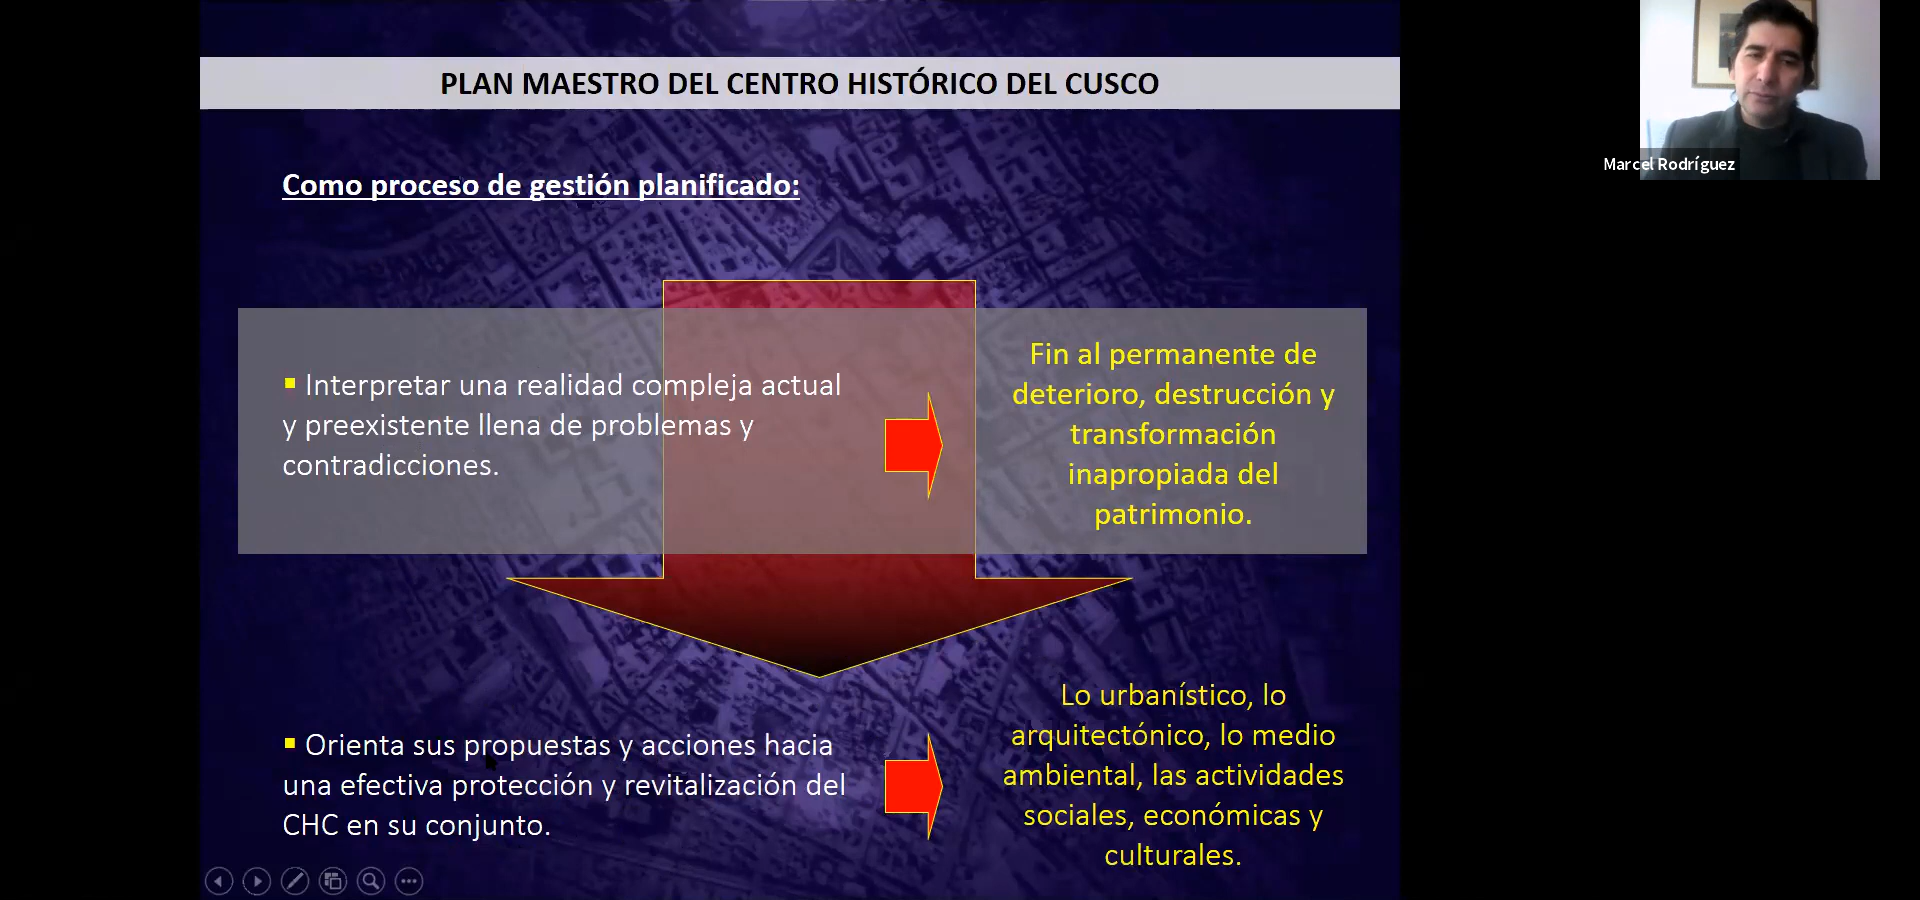 PLAN MAESTRO DEL CENTRO HISTÓRICO DEL CUSCO
Marcel Rodríguez
Como proceso de gestión planificado:
▪ Interpretar una realidad compleja actual
y preexistente llena de problemas y
contradicciones.
Fin al permanente de
deterioro, destrucción y
transformación
inapropiada del
patrimonio.
▪ Orienta sus propuestas y acciones hacia
una efectiva protección y revitalización del
CHC en su conjunto.
Lo urbanístico, lo
arquitectónico, lo medio
ambiental, las actividades
sociales, económicas y
culturales.